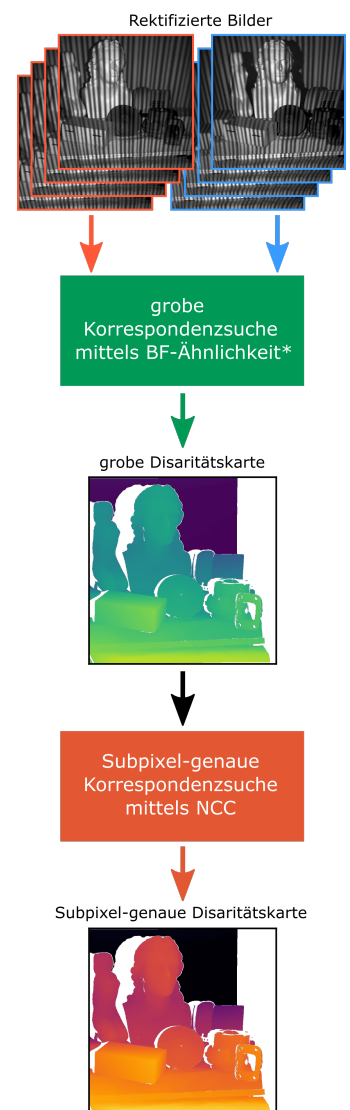 Rektifizierte Bilder
grobe
Korrespondenzsuche
mittels BF-Ähnlichkeit*
grobe Disaritätskarte
Subpixel-genaue
Korrespondenzsuche
mittels NCC
Subpixel-genaue Disaritätskarte